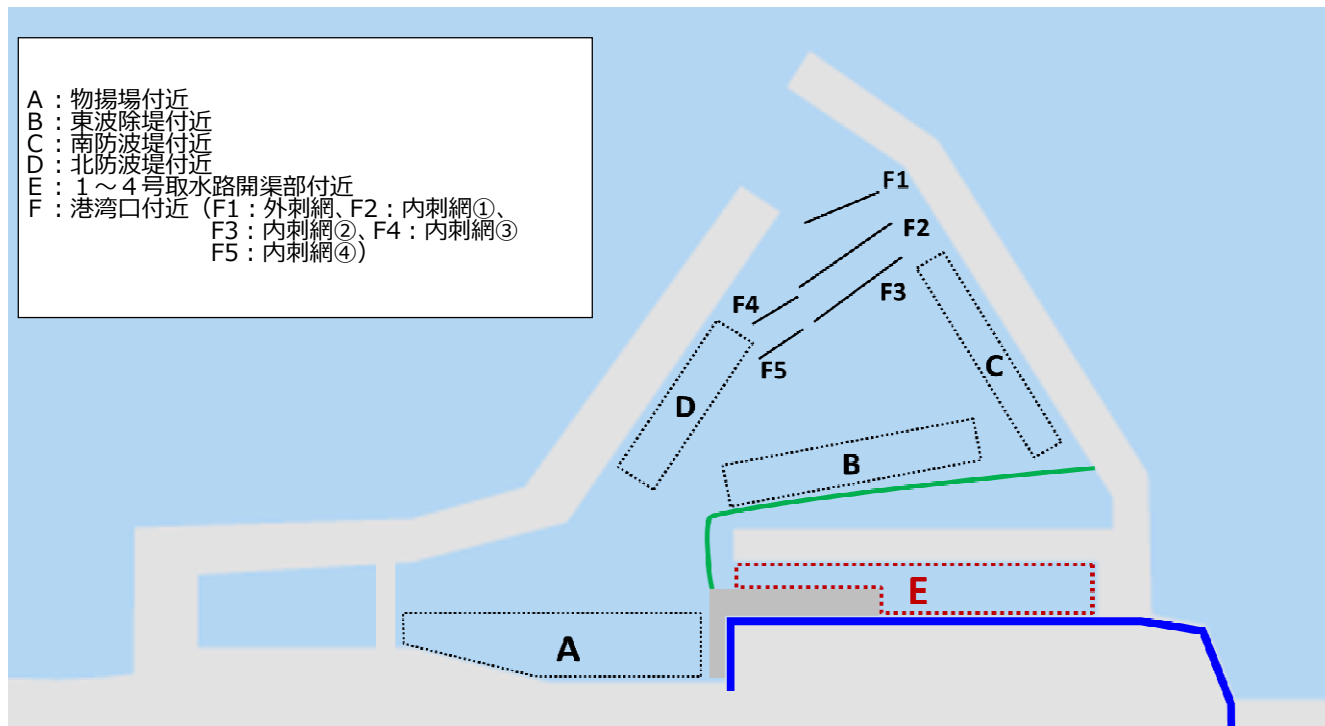 A：物揚場付近
B：東波除堤付近
C：南防波堤付近
D：北防波堤付近
E：１～４号取水路開渠部付近
F：港湾口付近（F1：外刺網、F2：内刺網①、
F3：内刺網②、F4：内刺網③
F5：内刺網④）
F1
F2
F3
F4
F5
C
D
B
E
A